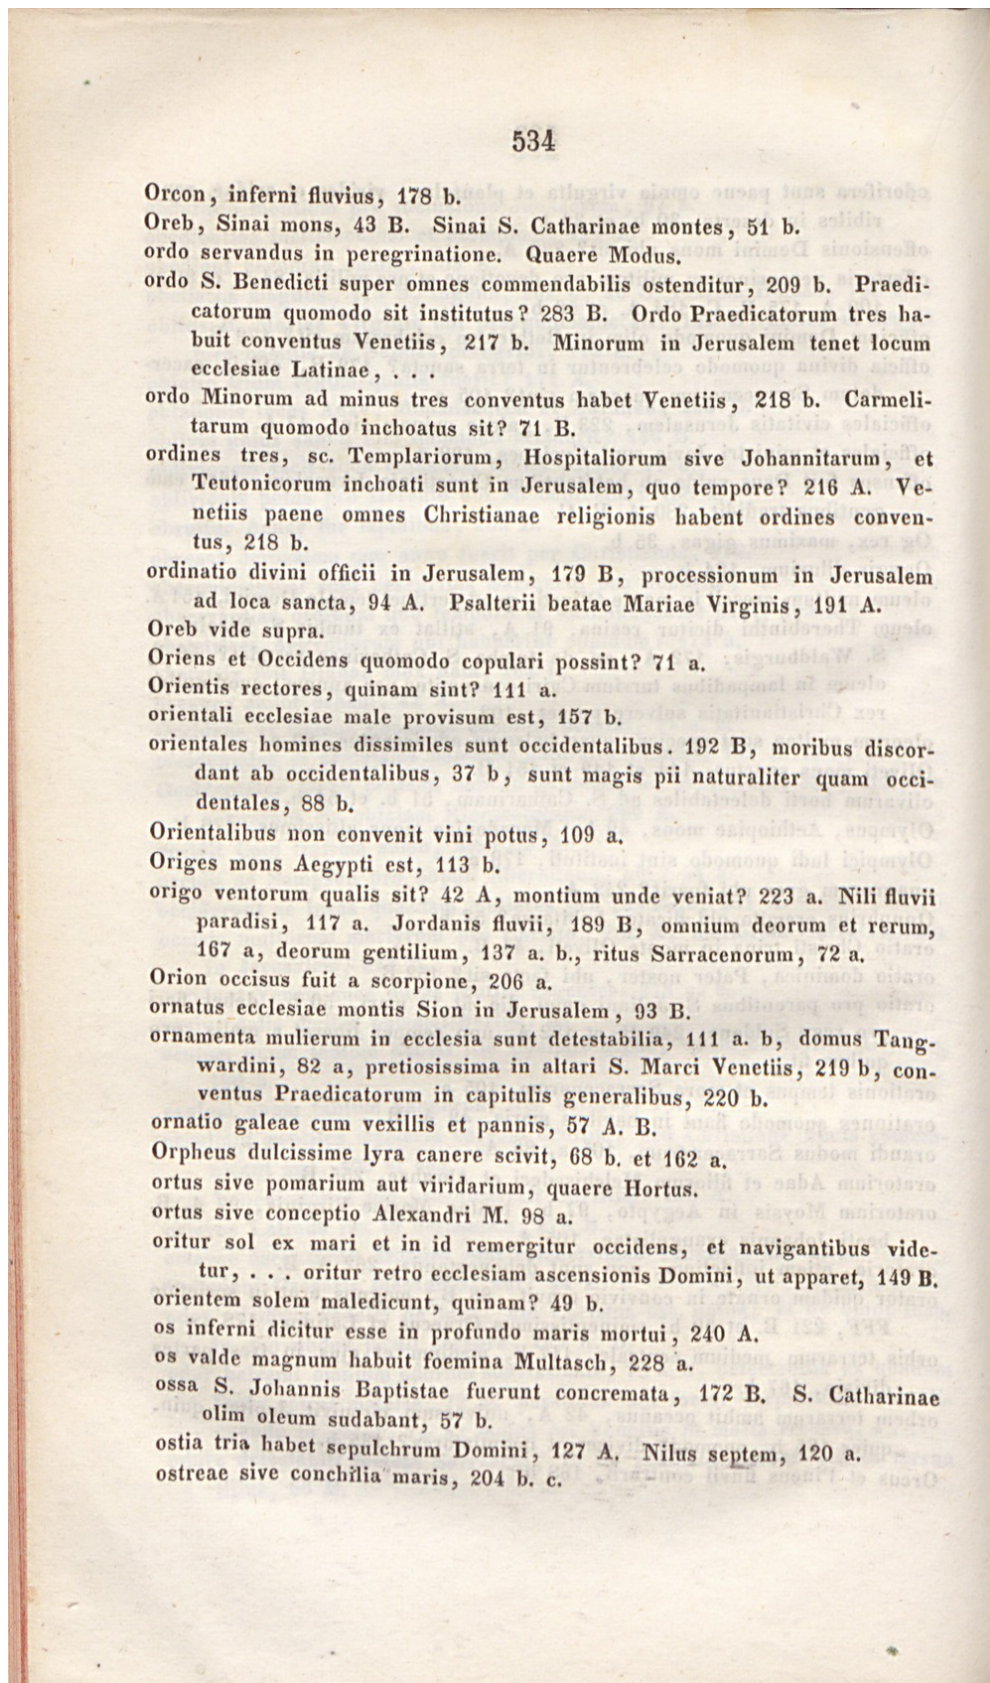 534
Orcon, inferni fluvius, 178 b.
Oreb, Sinai mons, 43 B. Sinai S. Catharinae montes, 51 b.
ordo servandus in peregrinatione. Quaere Modus.
ordo S. Benedicti super omnes commendabilis ostenditur, 209 b. Praedi-
catorum quomodo sit institutus? 283 B. Ordo Praedicatorum tres ha-
buit conventus Venetiis, 217 b. Minorum in Jerusalem tenet locum
ecclesiae Latinae, . . .
ordo Minorum ad minus tres conventus habet Venetiis, 218 b. Carmeli-
tarum quomodo inchoatus sit? 71 B.
ordines tres, sc. Templariorum, Hospitaliorum sive Johannitarum, et
Teutonicorum inchoati sunt in Jerusalem, quo tempore? 216 A. Ve-
netiis paene omnes Christianae religionis habent ordines conven-
tus, 218 b.
ordinatio divini officii in Jerusalem, 179 B, processionum in Jerusalem
ad loca sancta, 94 A. Psalterii beatae Mariae Virginis, 191 A.
Oreb vide supra.
Oriens et Occidens quomodo copulari possint? 71 a.
Orientis rectores, quinam sint? 111 a.
orientali ecclesiae male provisum est, 157 b.
orientales homines dissimiles sunt occidentalibus. 192 B, moribus discor-
dant ab occidentalibus, 37 b, sunt magis pii naturaliter quam occi-
dentales, 88 b.
Orientalibus non convenit vini potus, 109 a.
Origes mons Aegypti est, 113 b.
origo ventorum qualis sit? 42 A, montium unde veniat? 223 a. Nili fluvii
paradisi, 117 a. Jordanis fluvii, 189 B, omnium deorum et rerum,
167 a, deorum gentilium, 137 a. b., ritus Sarracenorum, 72 a.
Orion occisus fuit a scorpione, 206 a.
ornatus ecclesiae montis Sion in Jerusalem, 93 B.
ornamenta mulierum in ecclesia sunt detestabilia, 111 a. b, domus Tang-
wardini, 82 a, pretiosissima in altari S. Marci Venetiis, 219 b, con-
ventus Praedicatorum in capitulis generalibus, 220 b.
ornatio galeae cum vexillis et pannis, 57 A. B.
Orpheus dulcissime lyra canere scivit, 68 b. et 162 a.
ortus sive pomarium aut viridarium, quaere Hortus.
ortus sive conceptio Alexandri M. 98 a.
oritur sol ex mari et in id remergitur occidens, et navigantibus vide-
tur, . . . oritur retro ecclesiam ascensionis Domini, ut apparet, 149 B.
orientem solem maledicunt, quinam? 49 b.
os inferni dicitur esse in profundo maris mortui, 240 A.
os valde magnum habuit foemina Multasch, 228 a.
ossa S. Johannis Baptistae fuerunt concremata, 172 B. S. Catharinae
olim oleum sudabant, 57 b.
ostia tria habet sepulchrum Domini, 127 A. Nilus septem, 120 a.
ostreae sive conchilia maris, 204 b. c.